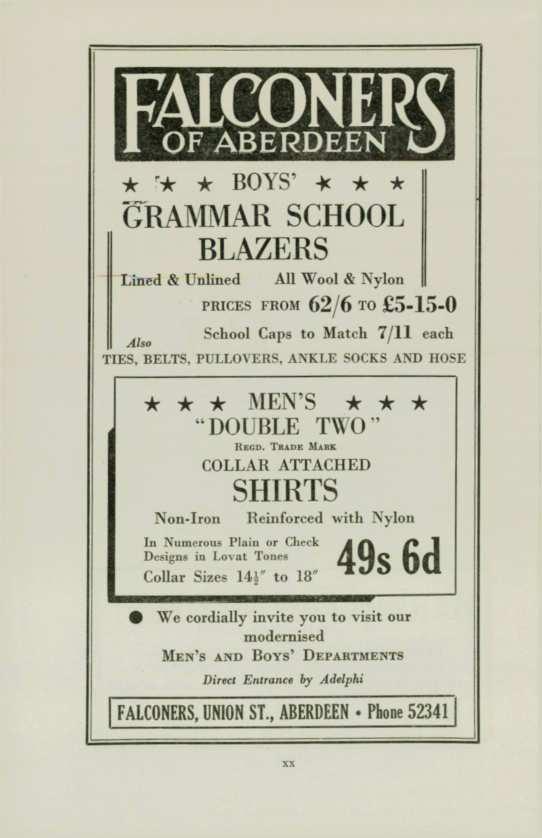 FALCONERS
OF ABERDEEN
★ ★ ★ BOYS' ★ ★ ★
GRAMMAR SCHOOL
BLAZERS
Lined & Unlined All Wool & Nylon
PRICES FROM 62/6 TO £5-15-0
School Caps to Match 7/11 each
Also
TIES, BELTS, PULLOVERS, ANKLE SOCKS AND HOSE
★ ★ ★ MEN'S ★ ★ ★
"DOUBLE TWO"
REGD. TRADE MARK
COLLAR ATTACHED
SHIRTS
Non-Iron Reinforced with Nylon
In Numerous Plain or Check
Designs in Lovat Tones
Collar Sizes 14½" to 18"
49s 6d
● We cordially invite you to visit our
modernised
MEN'S AND BOYS' DEPARTMENTS
Direct Entrance by Adelphi
FALCONERS, UNION ST., ABERDEEN • Phone 52341
xx